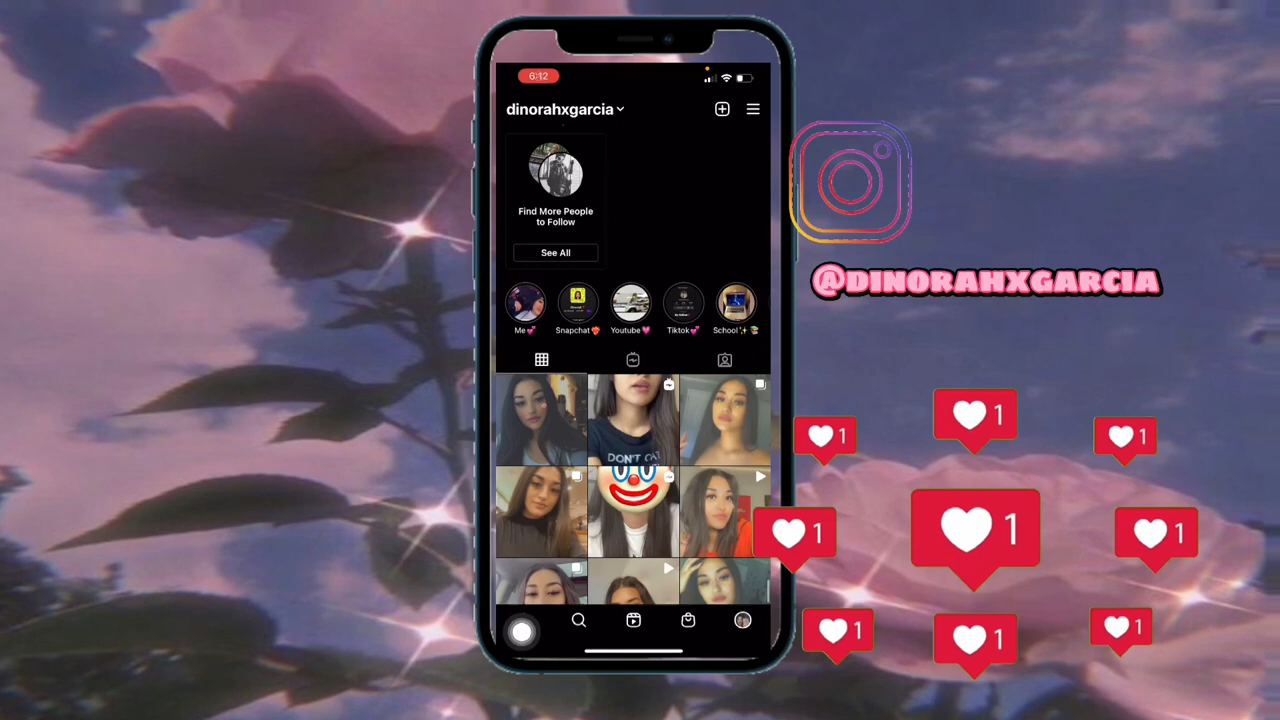 6:12
dinorahxgarcia
Find More People
to Follow
See All
@DINORAHXGARCIA
Me💕 Snapchat❤️‍🔥 Youtube💗 Tiktok💕 School✨📚
DON'T CAL
1
1
1
1
1
1
1
1
1